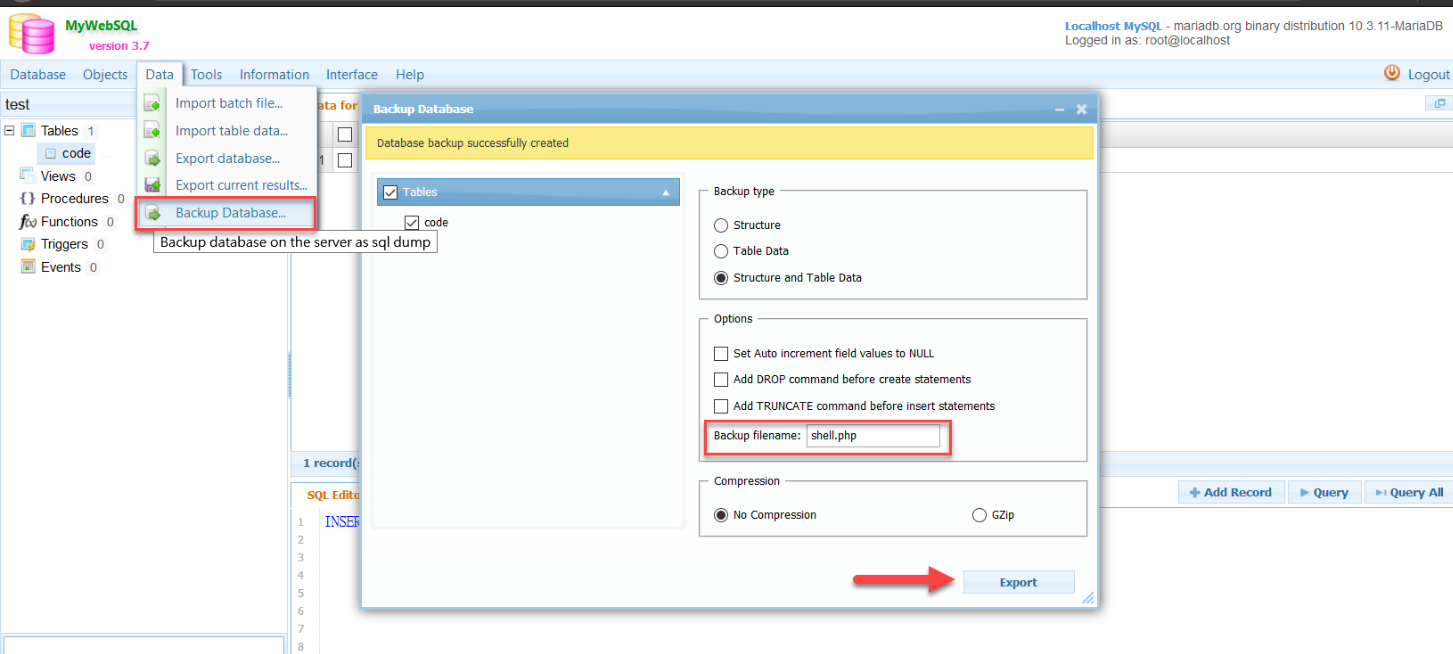 MyWebSQL
version 3.7
Localhost MySQL - mariadb.org binary distribution 10.3.11-MariaDB
Logged in as: root@localhost
Database Objects Data Tools Information Interface Help Logout
test
Tables 1
code
Views 0
{} Procedures 0
f(x) Functions 0
Triggers 0
Events 0
Import batch file...
Import table data...
Export database...
Export current results...
Backup Database...
Backup database on the server as sql dump
ata for
1
Backup Database
Database backup successfully created
Tables
code
Backup type
Structure
Table Data
Structure and Table Data
Options
Set Auto increment field values to NULL
Add DROP command before create statements
Add TRUNCATE command before insert statements
Backup filename: shell.php
Compression
No Compression GZip
Export
1 record(
Add Record Query Query All
SQL Edito
1 INSER
2
3
4
5
6
7
8